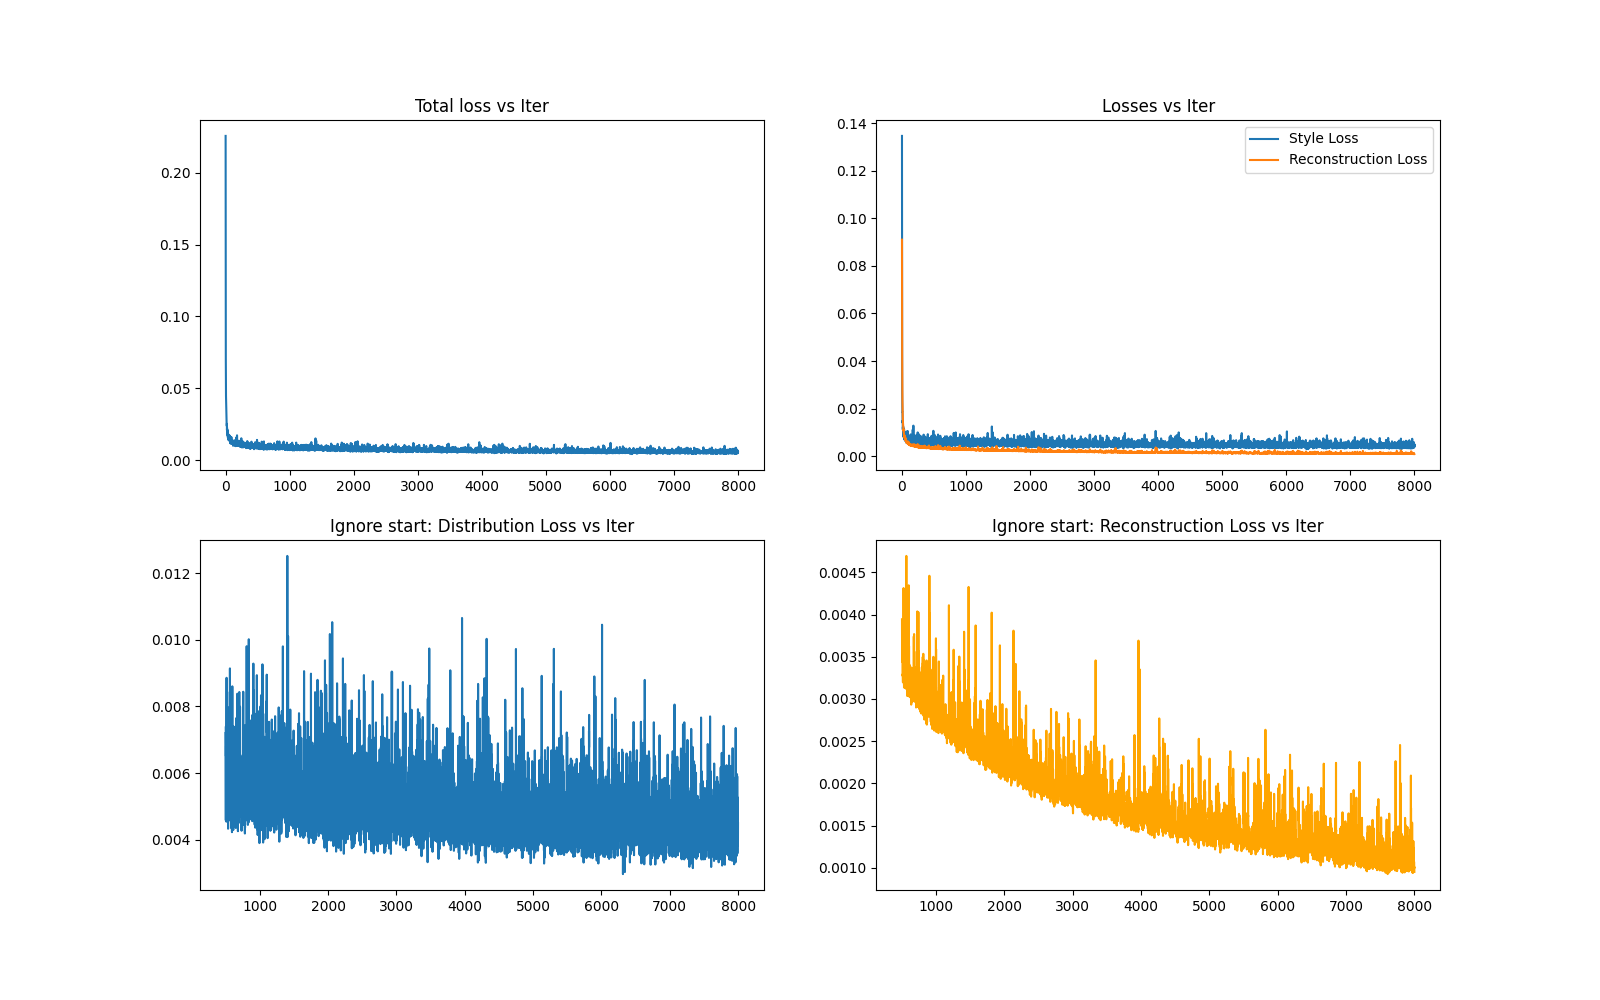 Total loss vs Iter
0.20
0.15
0.10
0.05
0.00
0 1000 2000 3000 4000 5000 6000 7000 8000
Losses vs Iter
Style Loss
Reconstruction Loss
0.14
0.12
0.10
0.08
0.06
0.04
0.02
0.00
0 1000 2000 3000 4000 5000 6000 7000 8000
Ignore start: Distribution Loss vs Iter
0.012
0.010
0.008
0.006
0.004
1000 2000 3000 4000 5000 6000 7000 8000
Ignore start: Reconstruction Loss vs Iter
0.0045
0.0040
0.0035
0.0030
0.0025
0.0020
0.0015
0.0010
1000 2000 3000 4000 5000 6000 7000 8000